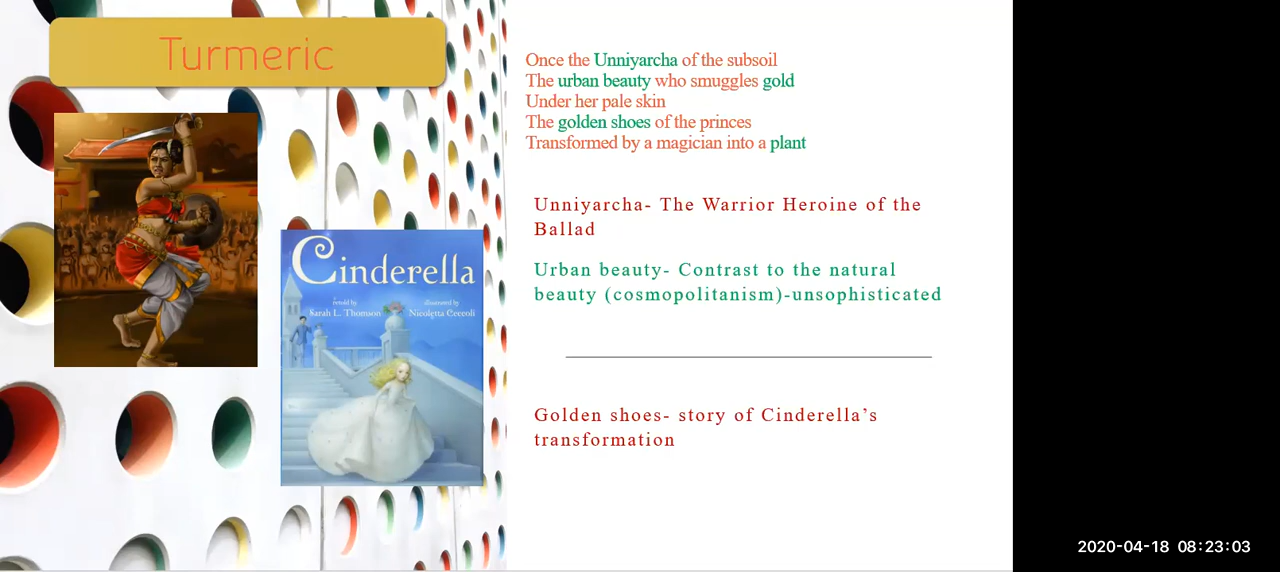 Turmeric
Once the Unniyarcha of the subsoil
The urban beauty who smuggles gold
Under her pale skin
The golden shoes of the princes
Transformed by a magician into a plant
Unniyarcha- The Warrior Heroine of the
Ballad
Urban beauty- Contrast to the natural
beauty (cosmopolitanism)-unsophisticated
Cinderella
retold by
Sarah L. Thomson
illustrated by
Nicoletta Ceccoli
Golden shoes- story of Cinderella’s
transformation
2020-04-18 08:23:03